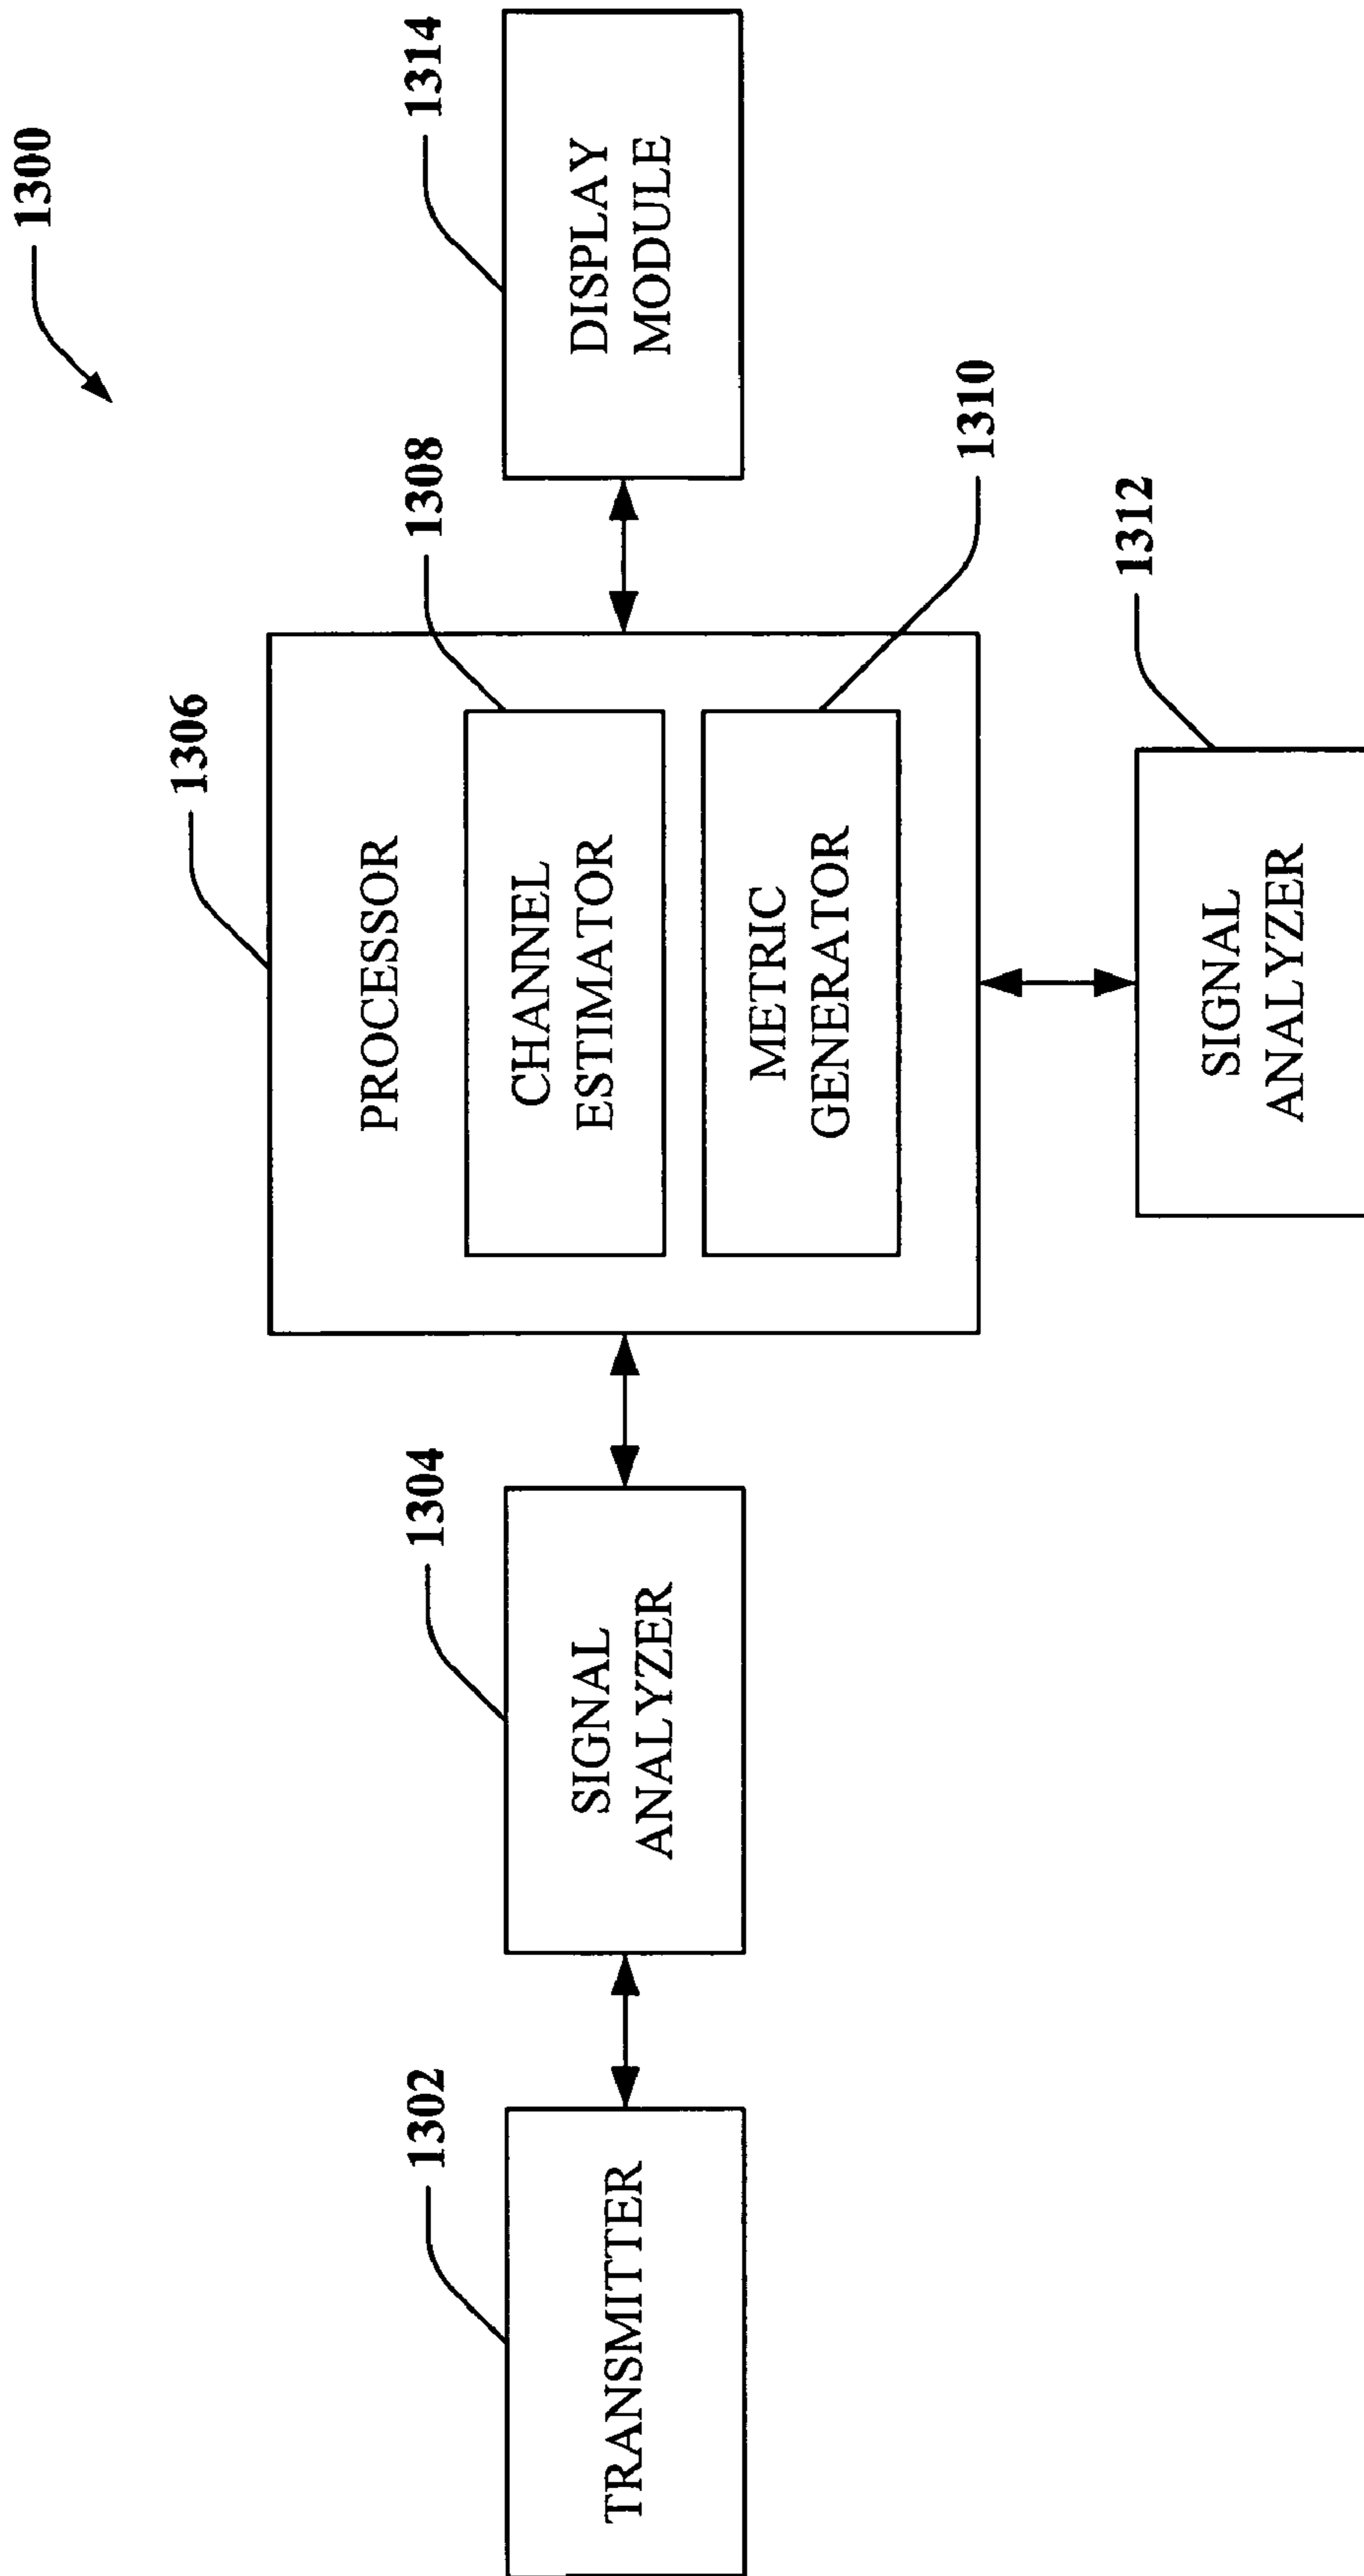 1300
1302
TRANSMITTER
1304
SIGNAL
ANALYZER
1306
PROCESSOR
1308
CHANNEL
ESTIMATOR
1310
METRIC
GENERATOR
1312
SIGNAL
ANALYZER
1314
DISPLAY
MODULE